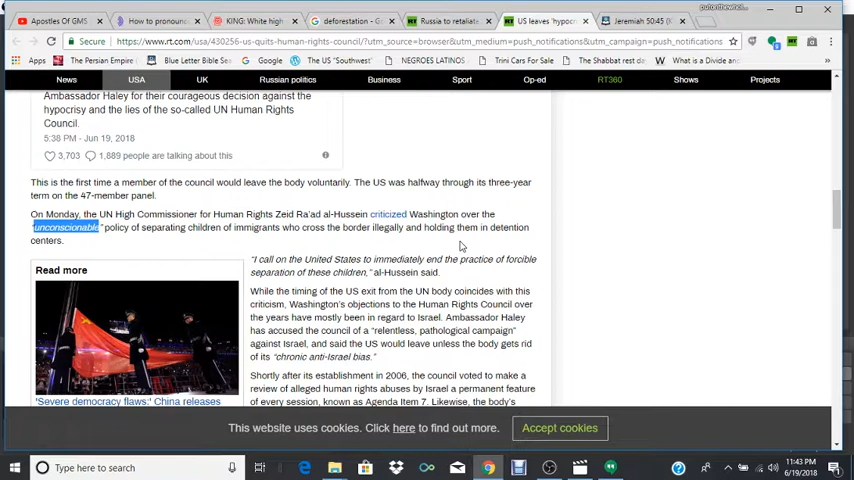 Apostles Of GMS
How to pronounc
KING: White high
deforestation - G
Russia to retaliate
US leaves 'hypoc
Jeremiah 50:45 (K
Secure
https://www.rt.com/usa/430256-us-quits-human-rights-council/?utm_source=browser&utm_medium=push_notifications&utm_campaign=push_notifications
Apps
The Persian Empire
Blue Letter Bible
Google
The US "Southwest"
NEGROES LATINOS
Trini Cars For Sale
The Shabbat rest da
What is a Divide an
News
USA
UK
Russian politics
Business
Sport
Op-ed
RT360
Shows
Projects
Ambassador Haley for their courageous decision against the
hypocrisy and the lies of the so-called UN Human Rights
Council.
5:38 PM - Jun 19, 2018
3,703
1,889 people are talking about this
This is the first time a member of the council would leave the body voluntarily. The US was halfway through its three-year
term on the 47-member panel.
On Monday, the UN High Commissioner for Human Rights Zeid Ra'ad al-Hussein criticized Washington over the
"unconscionable" policy of separating children of immigrants who cross the border illegally and holding them in detention
centers.
Read more
'Severe democracy flaws:' China releases
"I call on the United States to immediately end the practice of forcible
separation of these children," al-Hussein said.
While the timing of the US exit from the UN body coincides with this
criticism, Washington's objections to the Human Rights Council over
the years have mostly been in regard to Israel. Ambassador Haley
has accused the council of a "relentless, pathological campaign"
against Israel, and said the US would leave unless the body gets rid
of its "chronic anti-Israel bias."
Shortly after its establishment in 2006, the council voted to make a
review of alleged human rights abuses by Israel a permanent feature
of every session, known as Agenda Item 7. Likewise, the body's
This website uses cookies. Click here to find out more.
Accept cookies
Type here to search
11:43 PM
6/19/2018